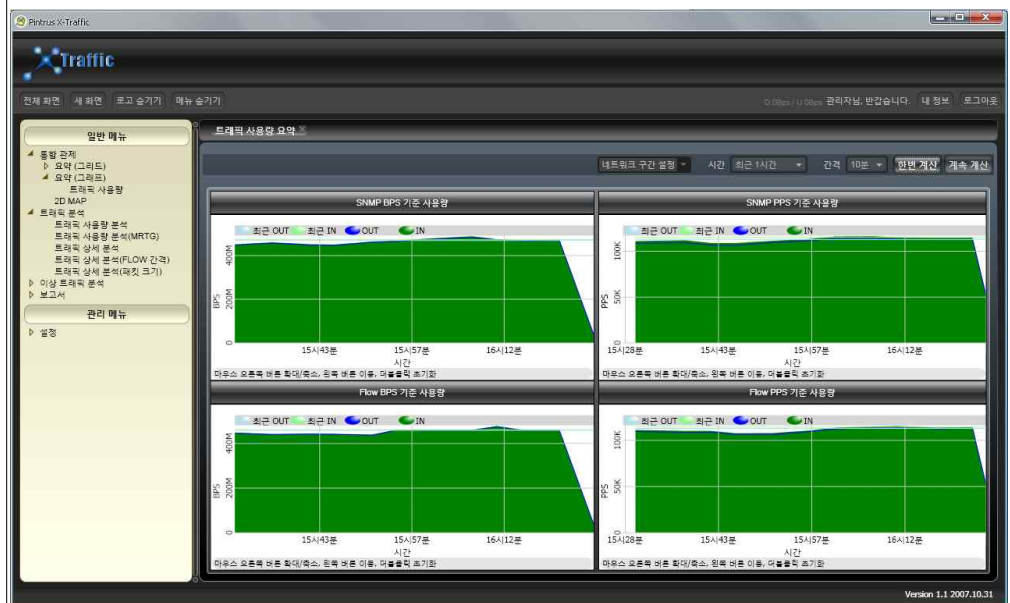 Pintrus X-Traffic
XTraffic
전체 화면 새 화면 로고 숨기기 메뉴 숨기기
D 0Bps / U 0Bps 관리자님, 반갑습니다. 내 정보 로그아웃
일반 메뉴
통합 관제
요약 (그리드)
요약 (그래프)
트래픽 사용량
2D MAP
트래픽 분석
트래픽 사용량 분석
트래픽 사용량 분석(MRTG)
트래픽 상세 분석
트래픽 상세 분석(FLOW 간격)
트래픽 상세 분석(패킷 크기)
이상 트래픽 분석
보고서
관리 메뉴
설정
트래픽 사용량 요약
네트워크 구간 설정 시간 최근 1시간 간격 10분 한번 계산 계속 계산
SNMP BPS 기준 사용량
최근 OUT 최근 IN OUT IN
BPS
400M
200M
0
15시43분 15시57분 16시12분
시간
마우스 오른쪽 버튼 확대/축소, 왼쪽 버튼 이동, 더블클릭 초기화
SNMP PPS 기준 사용량
최근 OUT 최근 IN OUT IN
PPS
100K
50K
0
15시28분 15시43분 15시57분 16시12분
시간
마우스 오른쪽 버튼 확대/축소, 왼쪽 버튼 이동, 더블클릭 초기화
Flow BPS 기준 사용량
최근 OUT 최근 IN OUT IN
BPS
400M
200M
0
15시43분 15시57분 16시12분
시간
마우스 오른쪽 버튼 확대/축소, 왼쪽 버튼 이동, 더블클릭 초기화
Flow PPS 기준 사용량
최근 OUT 최근 IN OUT IN
PPS
100K
50K
0
15시28분 15시43분 15시57분 16시12분
시간
마우스 오른쪽 버튼 확대/축소, 왼쪽 버튼 이동, 더블클릭 초기화
Version 1.1 2007.10.31